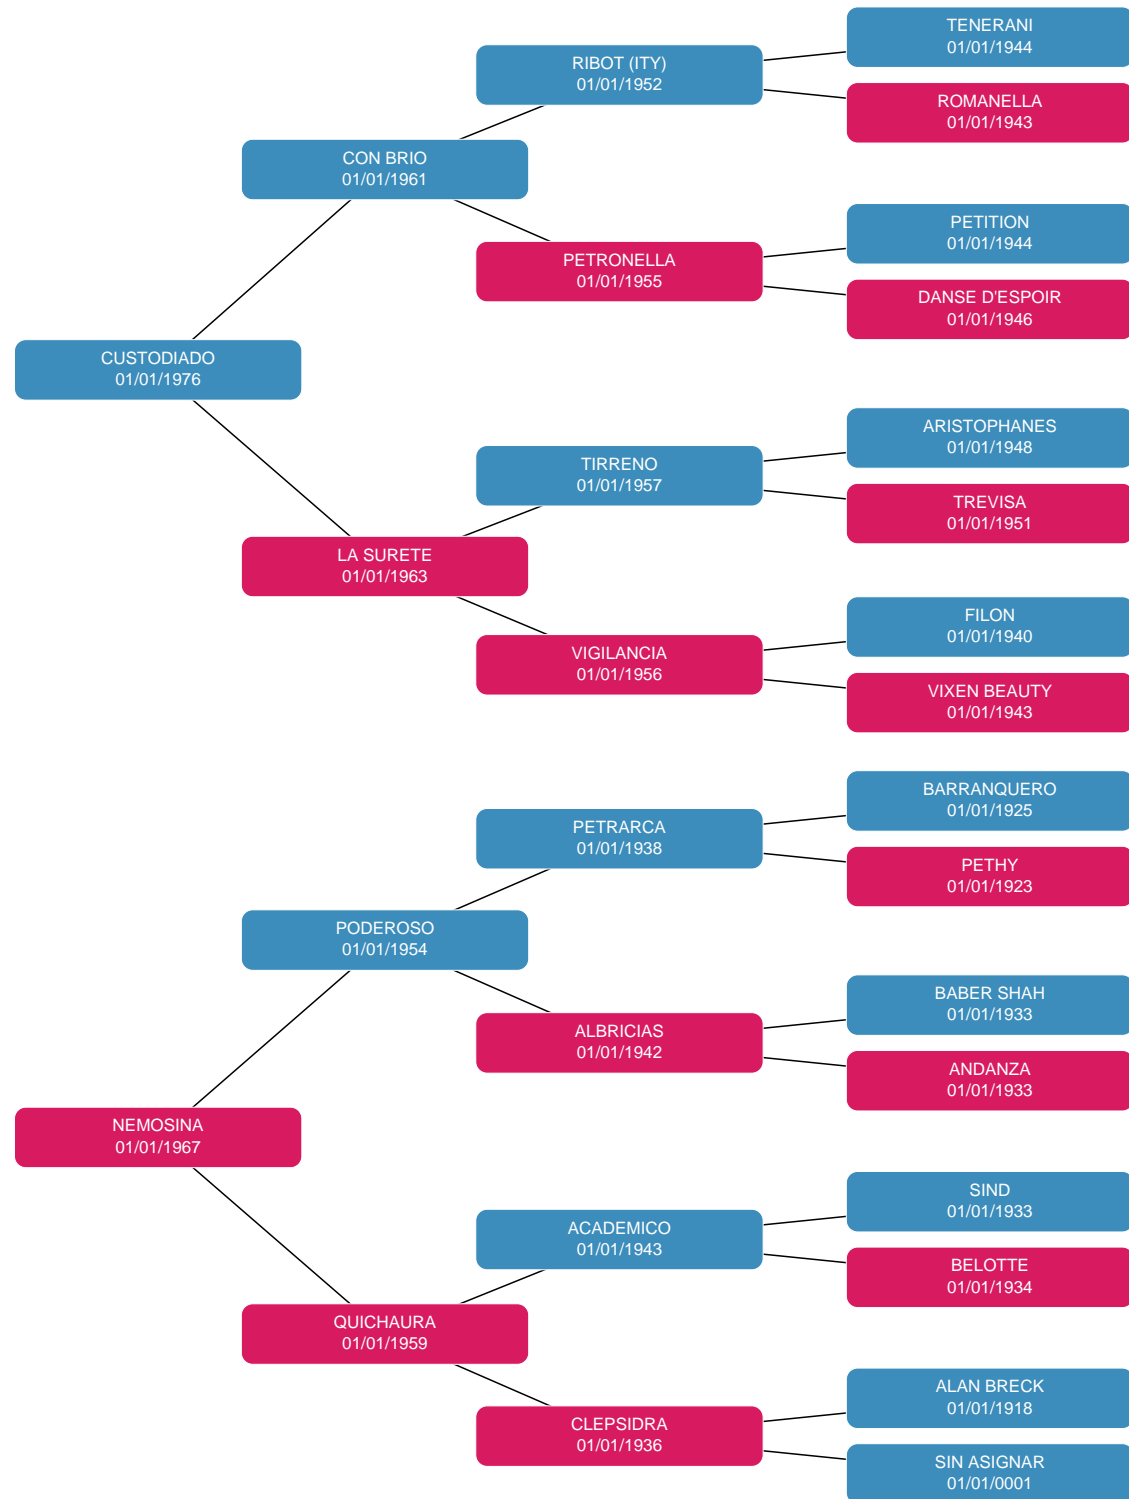 TENERANI
01/01/1944
RIBOT (ITY)
01/01/1952
ROMANELLA
01/01/1943
CON BRIO
01/01/1961
PETITION
01/01/1944
PETRONELLA
01/01/1955
DANSE D'ESPOIR
01/01/1946
CUSTODIADO
01/01/1976
ARISTOPHANES
01/01/1948
TIRRENO
01/01/1957
TREVISA
01/01/1951
LA SURETE
01/01/1963
FILON
01/01/1940
VIGILANCIA
01/01/1956
VIXEN BEAUTY
01/01/1943
BARRANQUERO
01/01/1925
PETRARCA
01/01/1938
PETHY
01/01/1923
PODEROSO
01/01/1954
BABER SHAH
01/01/1933
ALBRICIAS
01/01/1942
ANDANZA
01/01/1933
NEMOSINA
01/01/1967
SIND
01/01/1933
ACADEMICO
01/01/1943
BELOTTE
01/01/1934
QUICHAURA
01/01/1959
ALAN BRECK
01/01/1918
CLEPSIDRA
01/01/1936
SIN ASIGNAR
01/01/0001